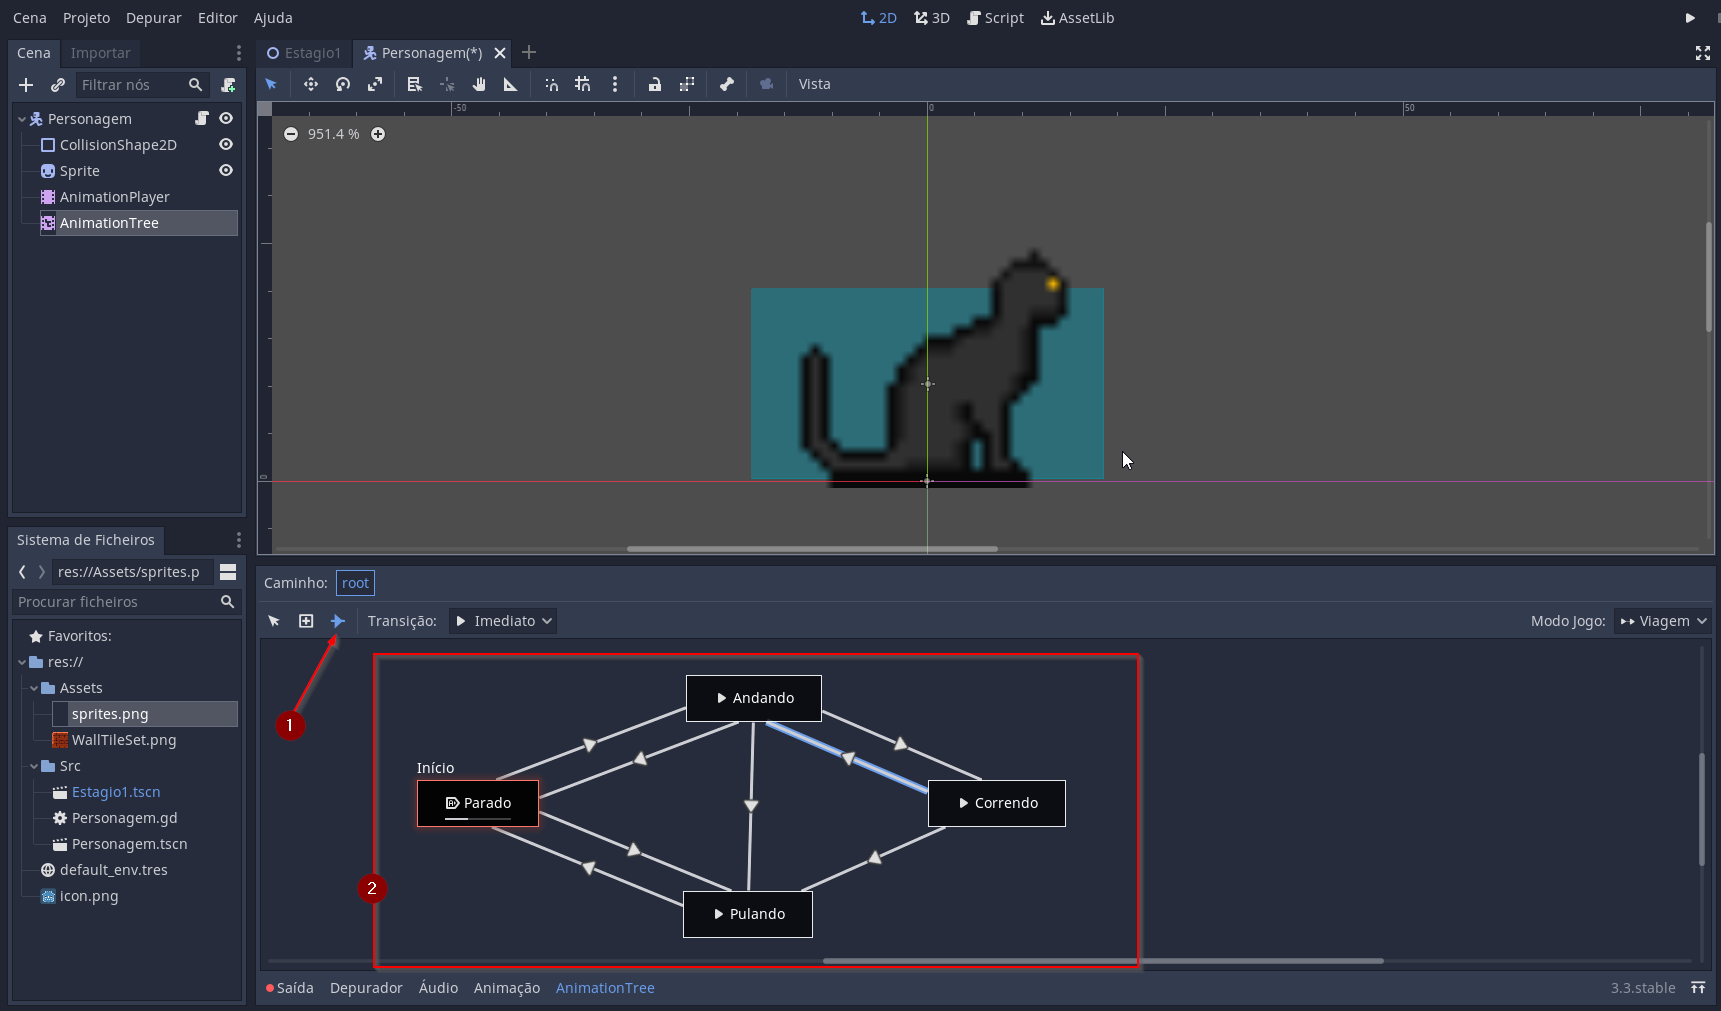 Cena Projeto Depurar Editor Ajuda
2D 3D Script AssetLib
Cena Importar
Estagio1 Personagem(*)
Filtrar nós
Vista
-50 0 50
951.4 %
Personagem
CollisionShape2D
Sprite
AnimationPlayer
AnimationTree
0
Sistema de Ficheiros
res://Assets/sprites.p
Procurar ficheiros
Favoritos:
res://
Assets
sprites.png
WallTileSet.png
Src
Estagio1.tscn
Personagem.gd
Personagem.tscn
default_env.tres
icon.png
Caminho: root
Transição: Imediato
Modo Jogo: Viagem
1
2
Andando
Início
Parado
Correndo
Pulando
Saída Depurador Áudio Animação AnimationTree
3.3.stable